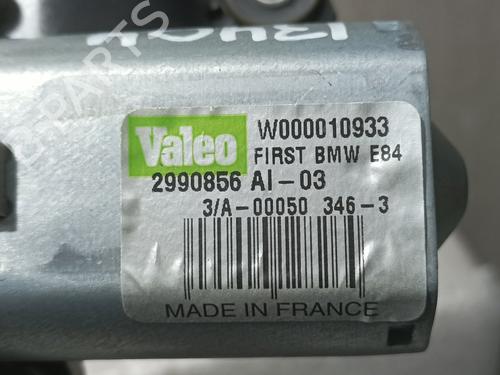 Valeo
W000010933
FIRST BMW E84
2990856 AI-03
3/A-00050 346-3
MADE IN FRANCE